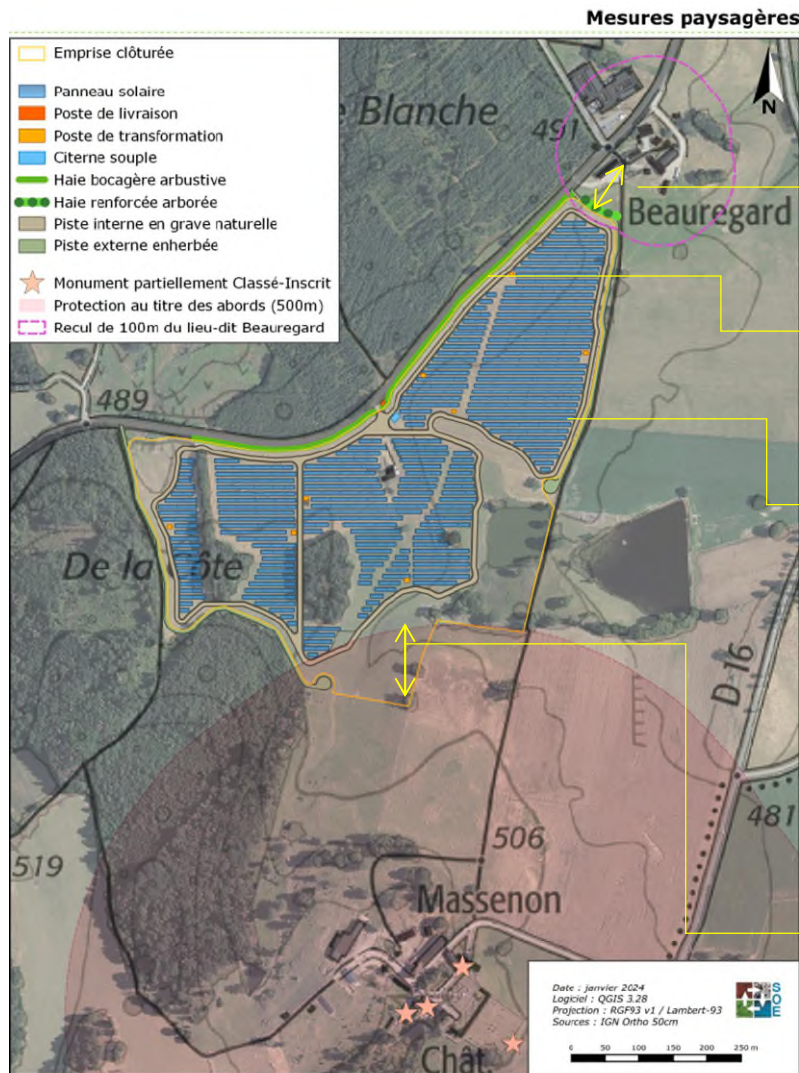 Mesures paysagères
Emprise clôturée
Panneau solaire
Poste de livraison
Poste de transformation
Citerne souple
Haie bocagère arbustive
Haie renforcée arborée
Piste interne en grave naturelle
Piste externe enherbée
Monument partiellement Classé-Inscrit
Protection au titre des abords (500m)
Recul de 100m du lieu-dit Beauregard
N
e Blanche
491
Beauregard
489
De la Côte
D 16
481
519
506
Massenon
Chât.
Date : janvier 2024
Logiciel : QGIS 3.28
Projection : RGF93 v1 / Lambert-93
Sources : IGN Ortho 50cm
SOE
0 50 100 150 200 250 m